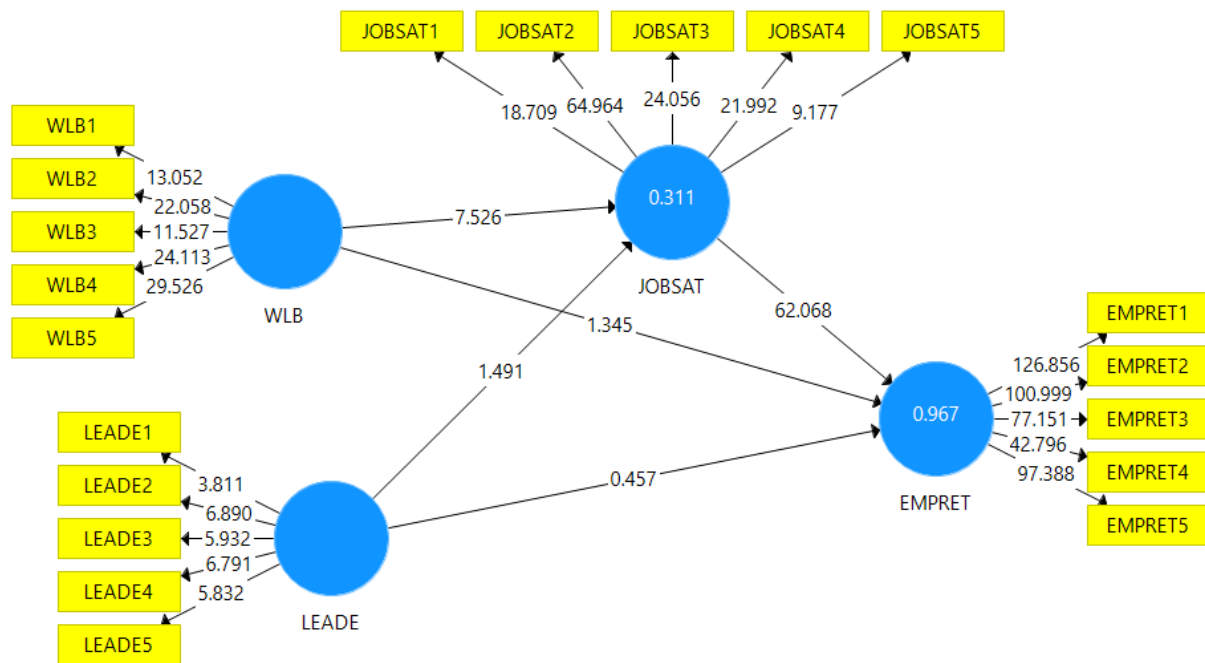 JOBSAT1 JOBSAT2 JOBSAT3 JOBSAT4 JOBSAT5
18.709 64.964 24.056 21.992 9.177
WLB1
WLB2
WLB3
WLB4
WLB5
13.052
22.058
11.527
24.113
29.526
WLB
7.526
0.311
JOBSAT
1.345
62.068
1.491
0.457
LEADE1
LEADE2
LEADE3
LEADE4
LEADE5
3.811
6.890
5.932
6.791
5.832
LEADE
0.967
EMPRET
126.856
100.999
77.151
42.796
97.388
EMPRET1
EMPRET2
EMPRET3
EMPRET4
EMPRET5